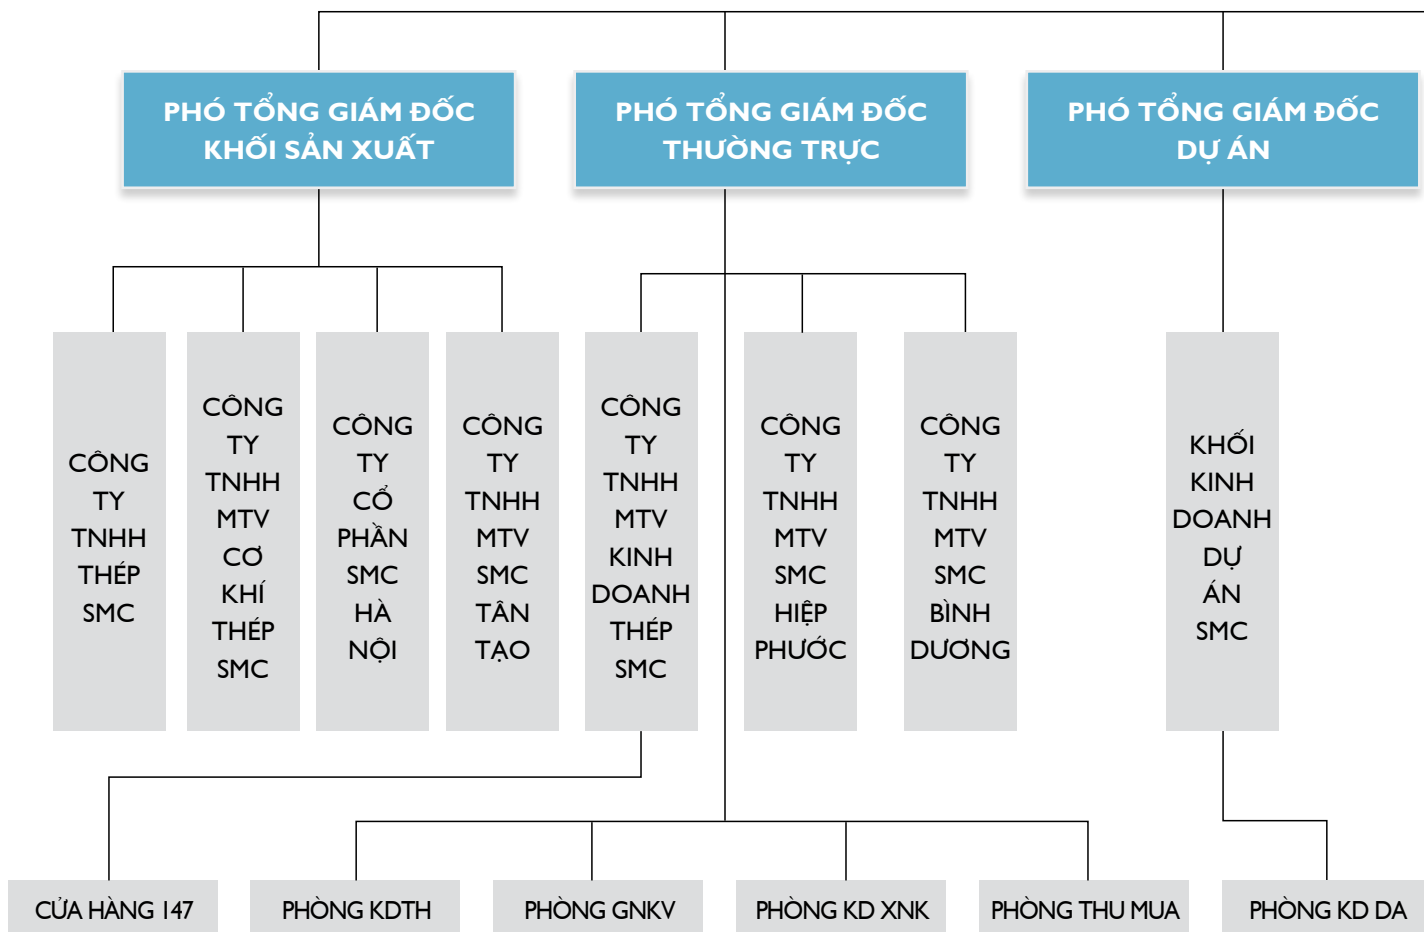 PHÓ TỔNG GIÁM ĐỐC
KHỐI SẢN XUẤT
PHÓ TỔNG GIÁM ĐỐC
THƯỜNG TRỰC
PHÓ TỔNG GIÁM ĐỐC
DỰ ÁN
CÔNG
TY
TNHH
THÉP
SMC
CÔNG
TY
TNHH
MTV
CƠ
KHÍ
THÉP
SMC
CÔNG
TY
CỔ
PHẦN
SMC
HÀ
NỘI
CÔNG
TY
TNHH
MTV
SMC
TÂN
TẠO
CÔNG
TY
TNHH
MTV
KINH
DOANH
THÉP
SMC
CÔNG
TY
TNHH
MTV
SMC
HIỆP
PHƯỚC
CÔNG
TY
TNHH
MTV
SMC
BÌNH
DƯƠNG
KHỐI
KINH
DOANH
DỰ
ÁN
SMC
CỬA HÀNG 147
PHÒNG KDTH
PHÒNG GNKV
PHÒNG KD XNK
PHÒNG THU MUA
PHÒNG KD DA